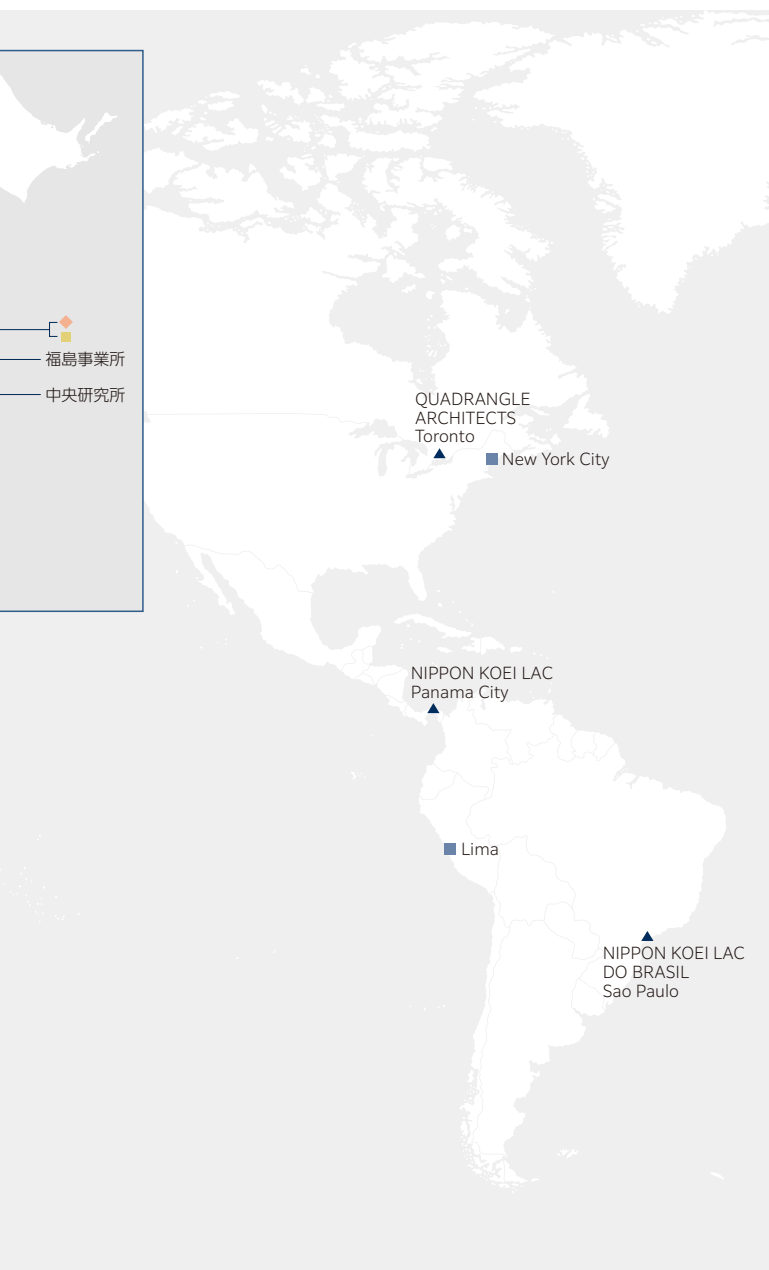 福島事業所
中央研究所
QUADRANGLE
ARCHITECTS
Toronto
New York City
NIPPON KOEI LAC
Panama City
Lima
NIPPON KOEI LAC
DO BRASIL
Sao Paulo